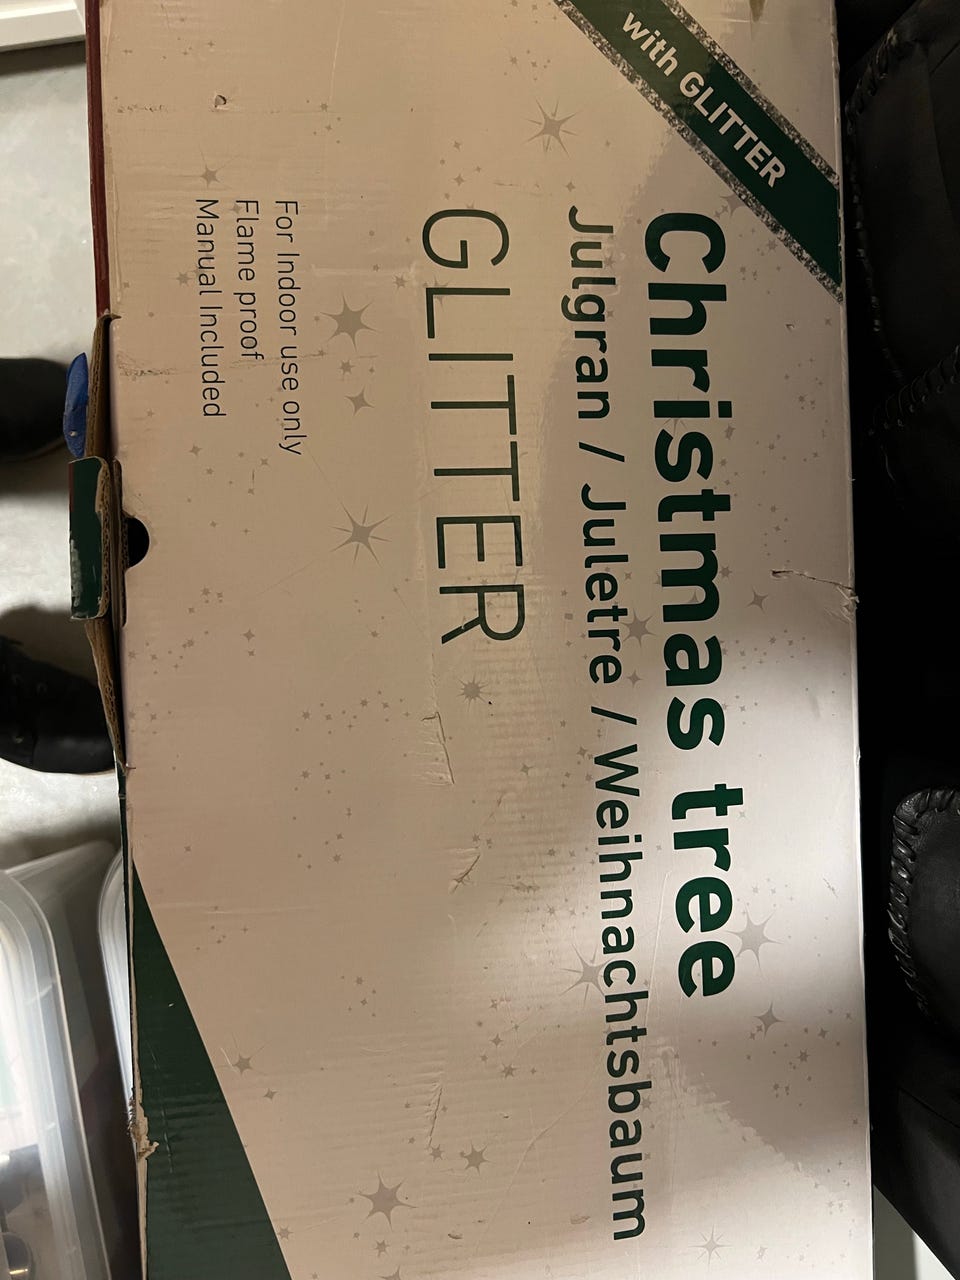 with GLITTER
Christmas tree
Julgran / Juletre / Weihnachtsbaum
GLITTER
For Indoor use only
Flame proof
Manual Included